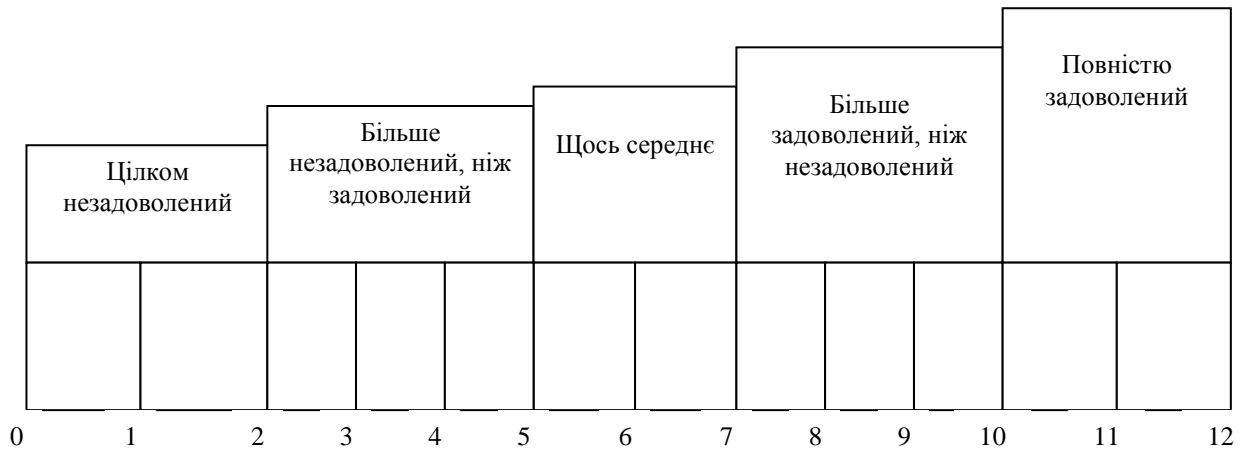 Цілком
незадоволений
Більше
незадоволений, ніж
задоволений
Щось середнє
Більше
задоволений, ніж
незадоволений
Повністю
задоволений
0 1 2 3 4 5 6 7 8 9 10 11 12